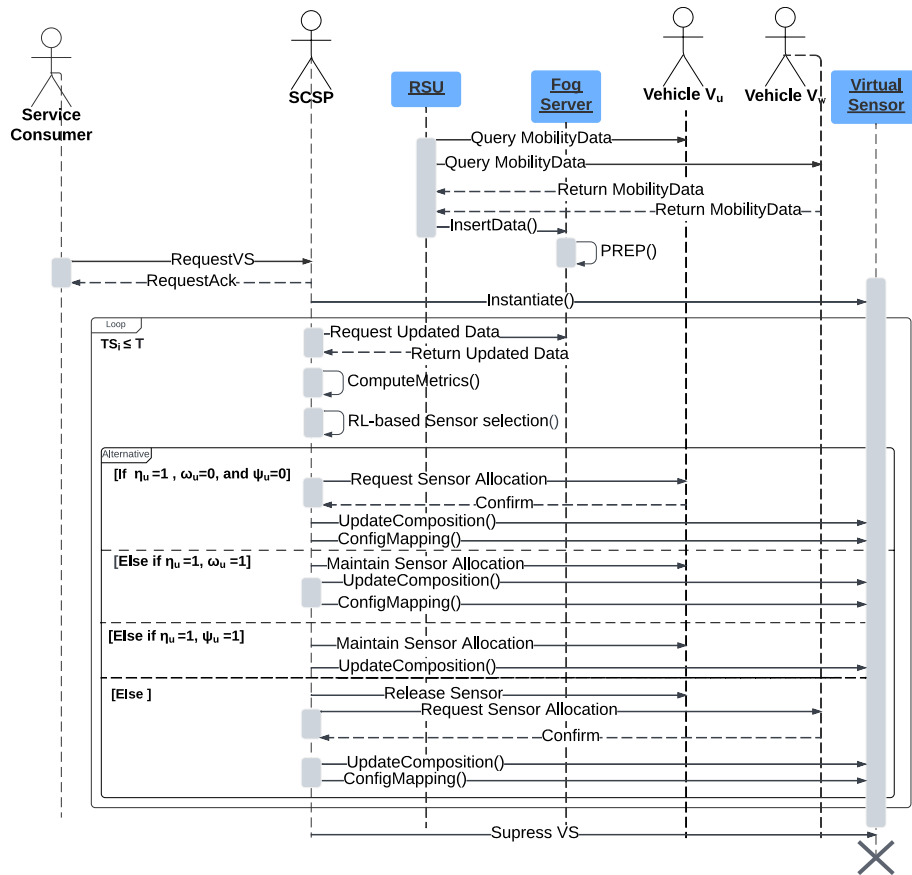 Service
Consumer
SCSP
RSU
Fog
Server
Vehicle Vu
Vehicle Vw
Virtual
Sensor
Query MobilityData
Query MobilityData
Return MobilityData
Return MobilityData
InsertData()
PREP()
RequestVS
RequestAck
Instantiate()
Loop
TSi ≤ T
Request Updated Data
Return Updated Data
ComputeMetrics()
RL-based Sensor selection()
Alternative
[If ηu =1 , ωu=0, and ψu=0]
Request Sensor Allocation
Confirm
UpdateComposition()
ConfigMapping()
[Else if ηu =1, ωu =1]
Maintain Sensor Allocation
UpdateComposition()
ConfigMapping()
[Else if ηu =1, ψu =1]
Maintain Sensor Allocation
UpdateComposition()
[Else ]
Release Sensor
Request Sensor Allocation
Confirm
UpdateComposition()
ConfigMapping()
Supress VS